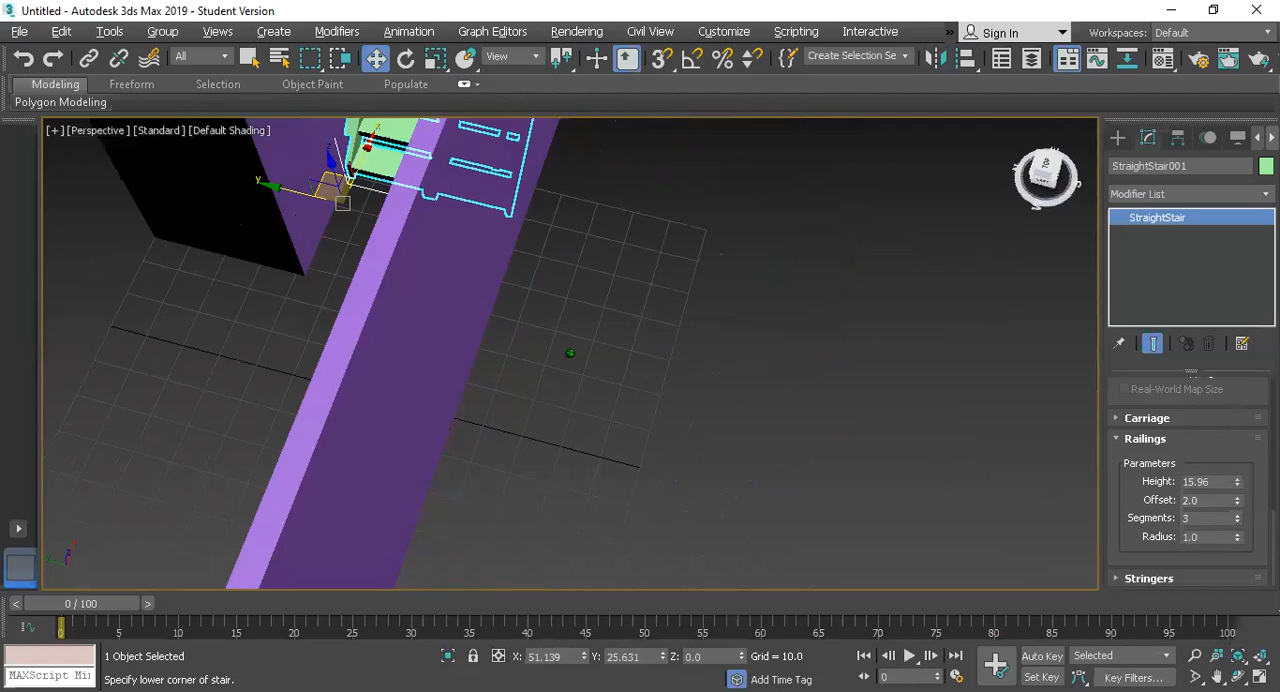 Untitled - Autodesk 3ds Max 2019 - Student Version
File Edit Tools Group Views Create Modifiers Animation Graph Editors Rendering Civil View Customize Scripting Interactive » Sign In Workspaces: Default
All View Create Selection Se
Modeling Freeform Selection Object Paint Populate
Polygon Modeling
[+] [Perspective ] [Standard ] [Default Shading ]
StraightStair001
Modifier List
StraightStair
Real-World Map Size
Carriage
Railings
Parameters
Height: 15.96
Offset: 2.0
Segments: 3
Radius: 1.0
Stringers
TOP
y
z
0 / 100
0 5 10 15 20 25 30 35 40 45 50 55 60 65 70 75 80 85 90 95 100
1 Object Selected X: 51.139 Y: 25.631 Z: 0.0 Grid = 10.0 Auto Key Selected
MAXScript Mi Specify lower corner of stair. Add Time Tag 0 Set Key Key Filters...